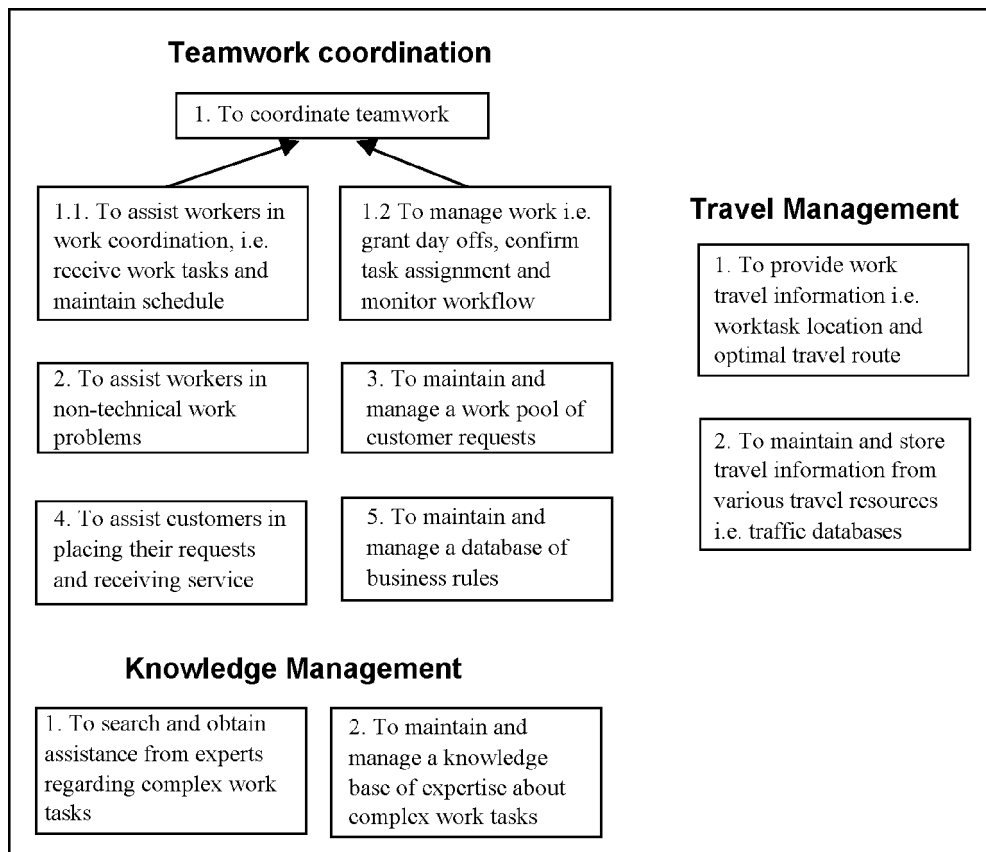 Teamwork coordination
1. To coordinate teamwork
1.1. To assist workers in
work coordination, i.e.
receive work tasks and
maintain schedule
1.2 To manage work i.e.
grant day offs, confirm
task assignment and
monitor workflow
2. To assist workers in
non-technical work
problems
3. To maintain and
manage a work pool of
customer requests
4. To assist customers in
placing their requests
and receiving service
5. To maintain and
manage a database of
business rules
Travel Management
1. To provide work
travel information i.e.
worktask location and
optimal travel route
2. To maintain and store
travel information from
various travel resources
i.e. traffic databases
Knowledge Management
1. To search and obtain
assistance from experts
regarding complex work
tasks
2. To maintain and
manage a knowledge
base of expertise about
complex work tasks